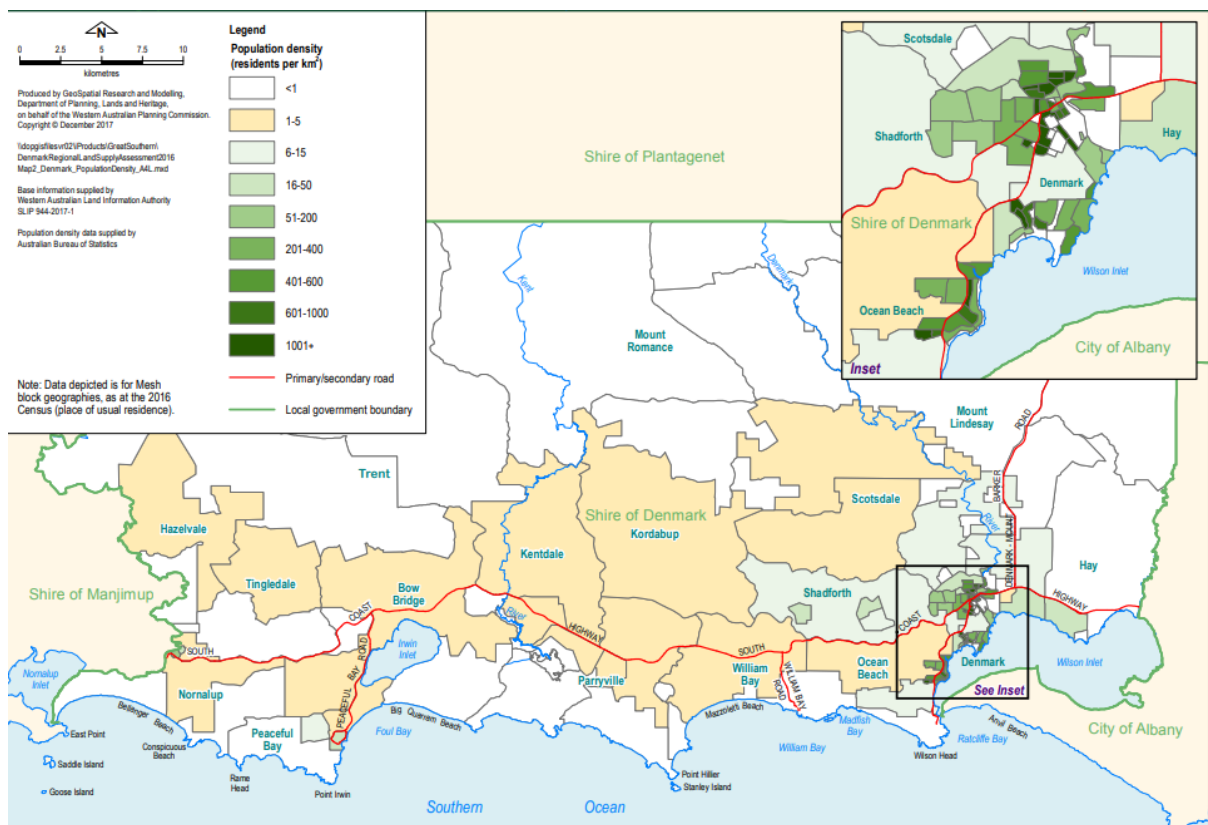 N
0 2.5 5 7.5 10
kilometres
Produced by GeoSpatial Research and Modelling,
Department of Planning, Lands and Heritage,
on behalf of the Western Australian Planning Commission.
Copyright © December 2017
\\dopgisfilesvr02\Products\GreatSouthern\
DenmarkRegionalLandSupplyAssessment2016
Map2_Denmark_PopulationDensity_A4L.mxd
Base information supplied by
Western Australian Land Information Authority
SLIP 944-2017-1
Population density data supplied by
Australian Bureau of Statistics
Note: Data depicted is for Mesh
block geographies, as at the 2016
Census (place of usual residence).
Legend
Population density
(residents per km²)
<1
1-5
6-15
16-50
51-200
201-400
401-600
601-1000
1001+
Primary/secondary road
Local government boundary
Shire of Plantagenet
Scotsdale
Shadforth
Hay
Denmark
Shire of Denmark
Wilson Inlet
Ocean Beach
City of Albany
Inset
Kent
Denmark
Mount
Romance
Mount
Lindesay
ROAD
BARKER
MOUNT
DENMARK
River
Trent
Scotsdale
Hazelvale
Shire of Denmark
Kordabup
Kentdale
Tingledale
Bow
Bridge
Hay
Shire of Manjimup
Shadforth
COAST
River
HIGHWAY
SOUTH
COAST
HIGHWAY
SOUTH
Irwin
Inlet
PEACEFUL BAY ROAD
Nornalup
Inlet
Nornalup
Parryville
William
Bay
WILLIAM BAY
ROAD
Ocean
Beach
Denmark
Wilson Inlet
See Inset
City of Albany
Bellenger Beach
East Point
Conspicuous
Beach
Peaceful
Bay
Foul Bay
Big Quarram Beach
Mazzoletti Beach
Madfish
Bay
William Bay
Wilson Head
Ratcliffe Bay
Anvil Beach
Saddle Island
Goose Island
Rame
Head
Point Irwin
Point Hillier
Stanley Island
Southern Ocean